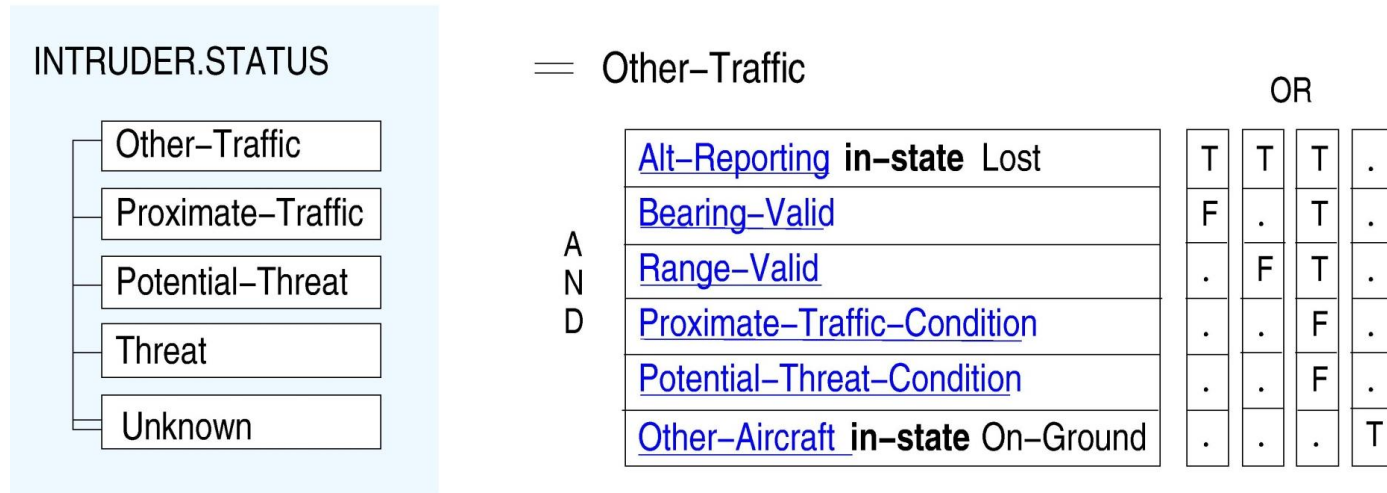 INTRUDER.STATUS
Other–Traffic
Proximate–Traffic
Potential–Threat
Threat
Unknown
= Other–Traffic
OR
A
N
D
Alt–Reporting in–state Lost T T T .
Bearing–Valid F . T .
Range–Valid . F T .
Proximate–Traffic–Condition . . F .
Potential–Threat–Condition . . F .
Other–Aircraft in–state On–Ground . . . T